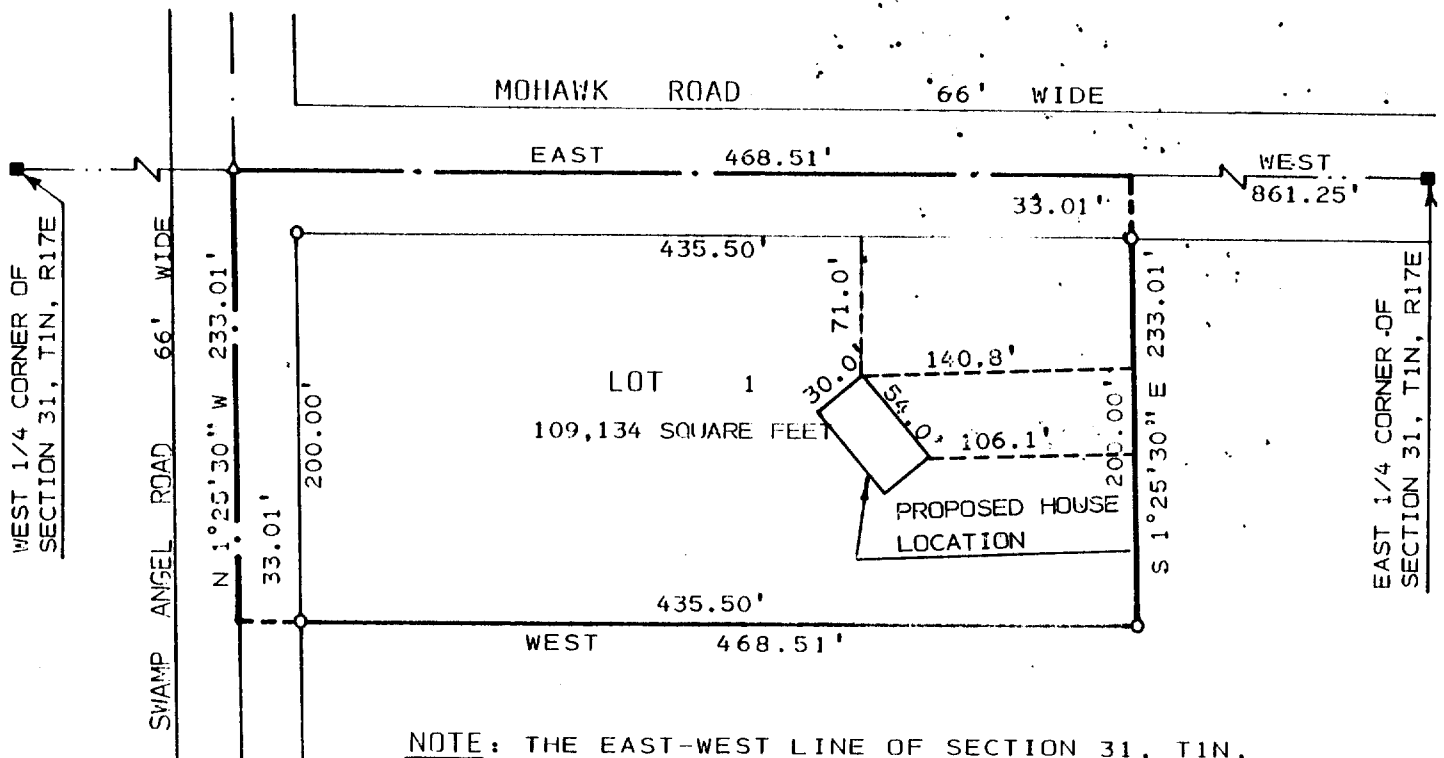 MOHAWK ROAD 66' WIDE
EAST 468.51'
WEST
861.25'
33.01'
WEST 1/4 CORNER OF
SECTION 31, T1N, R17E
SWAMP ANGEL ROAD 66' WIDE
N 1°25'30" W 233.01'
33.01'
200.00'
435.50'
71.0'
LOT 1
109,134 SQUARE FEET
30.0'
54.0'
140.8'
106.1'
PROPOSED HOUSE
LOCATION
200.00'
S 1°25'30" E 233.01'
EAST 1/4 CORNER OF
SECTION 31, T1N, R17E
435.50'
WEST 468.51'
NOTE: THE EAST-WEST LINE OF SECTION 31, T1N,